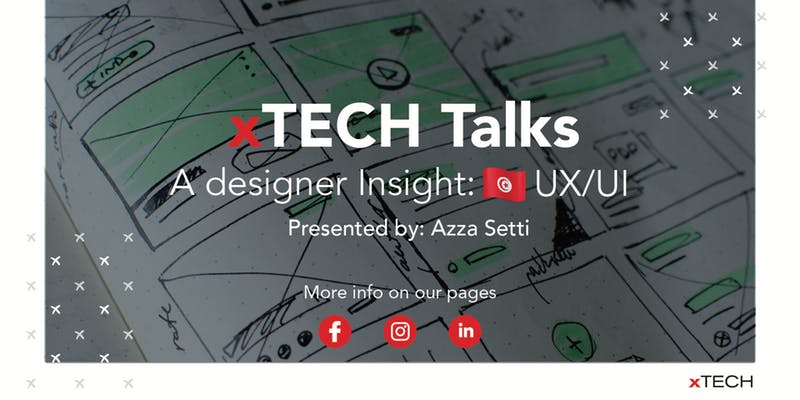 xTECH Talks
A designer Insight: 🇹🇳 UX/UI
Presented by: Azza Setti
More info on our pages
xTECH